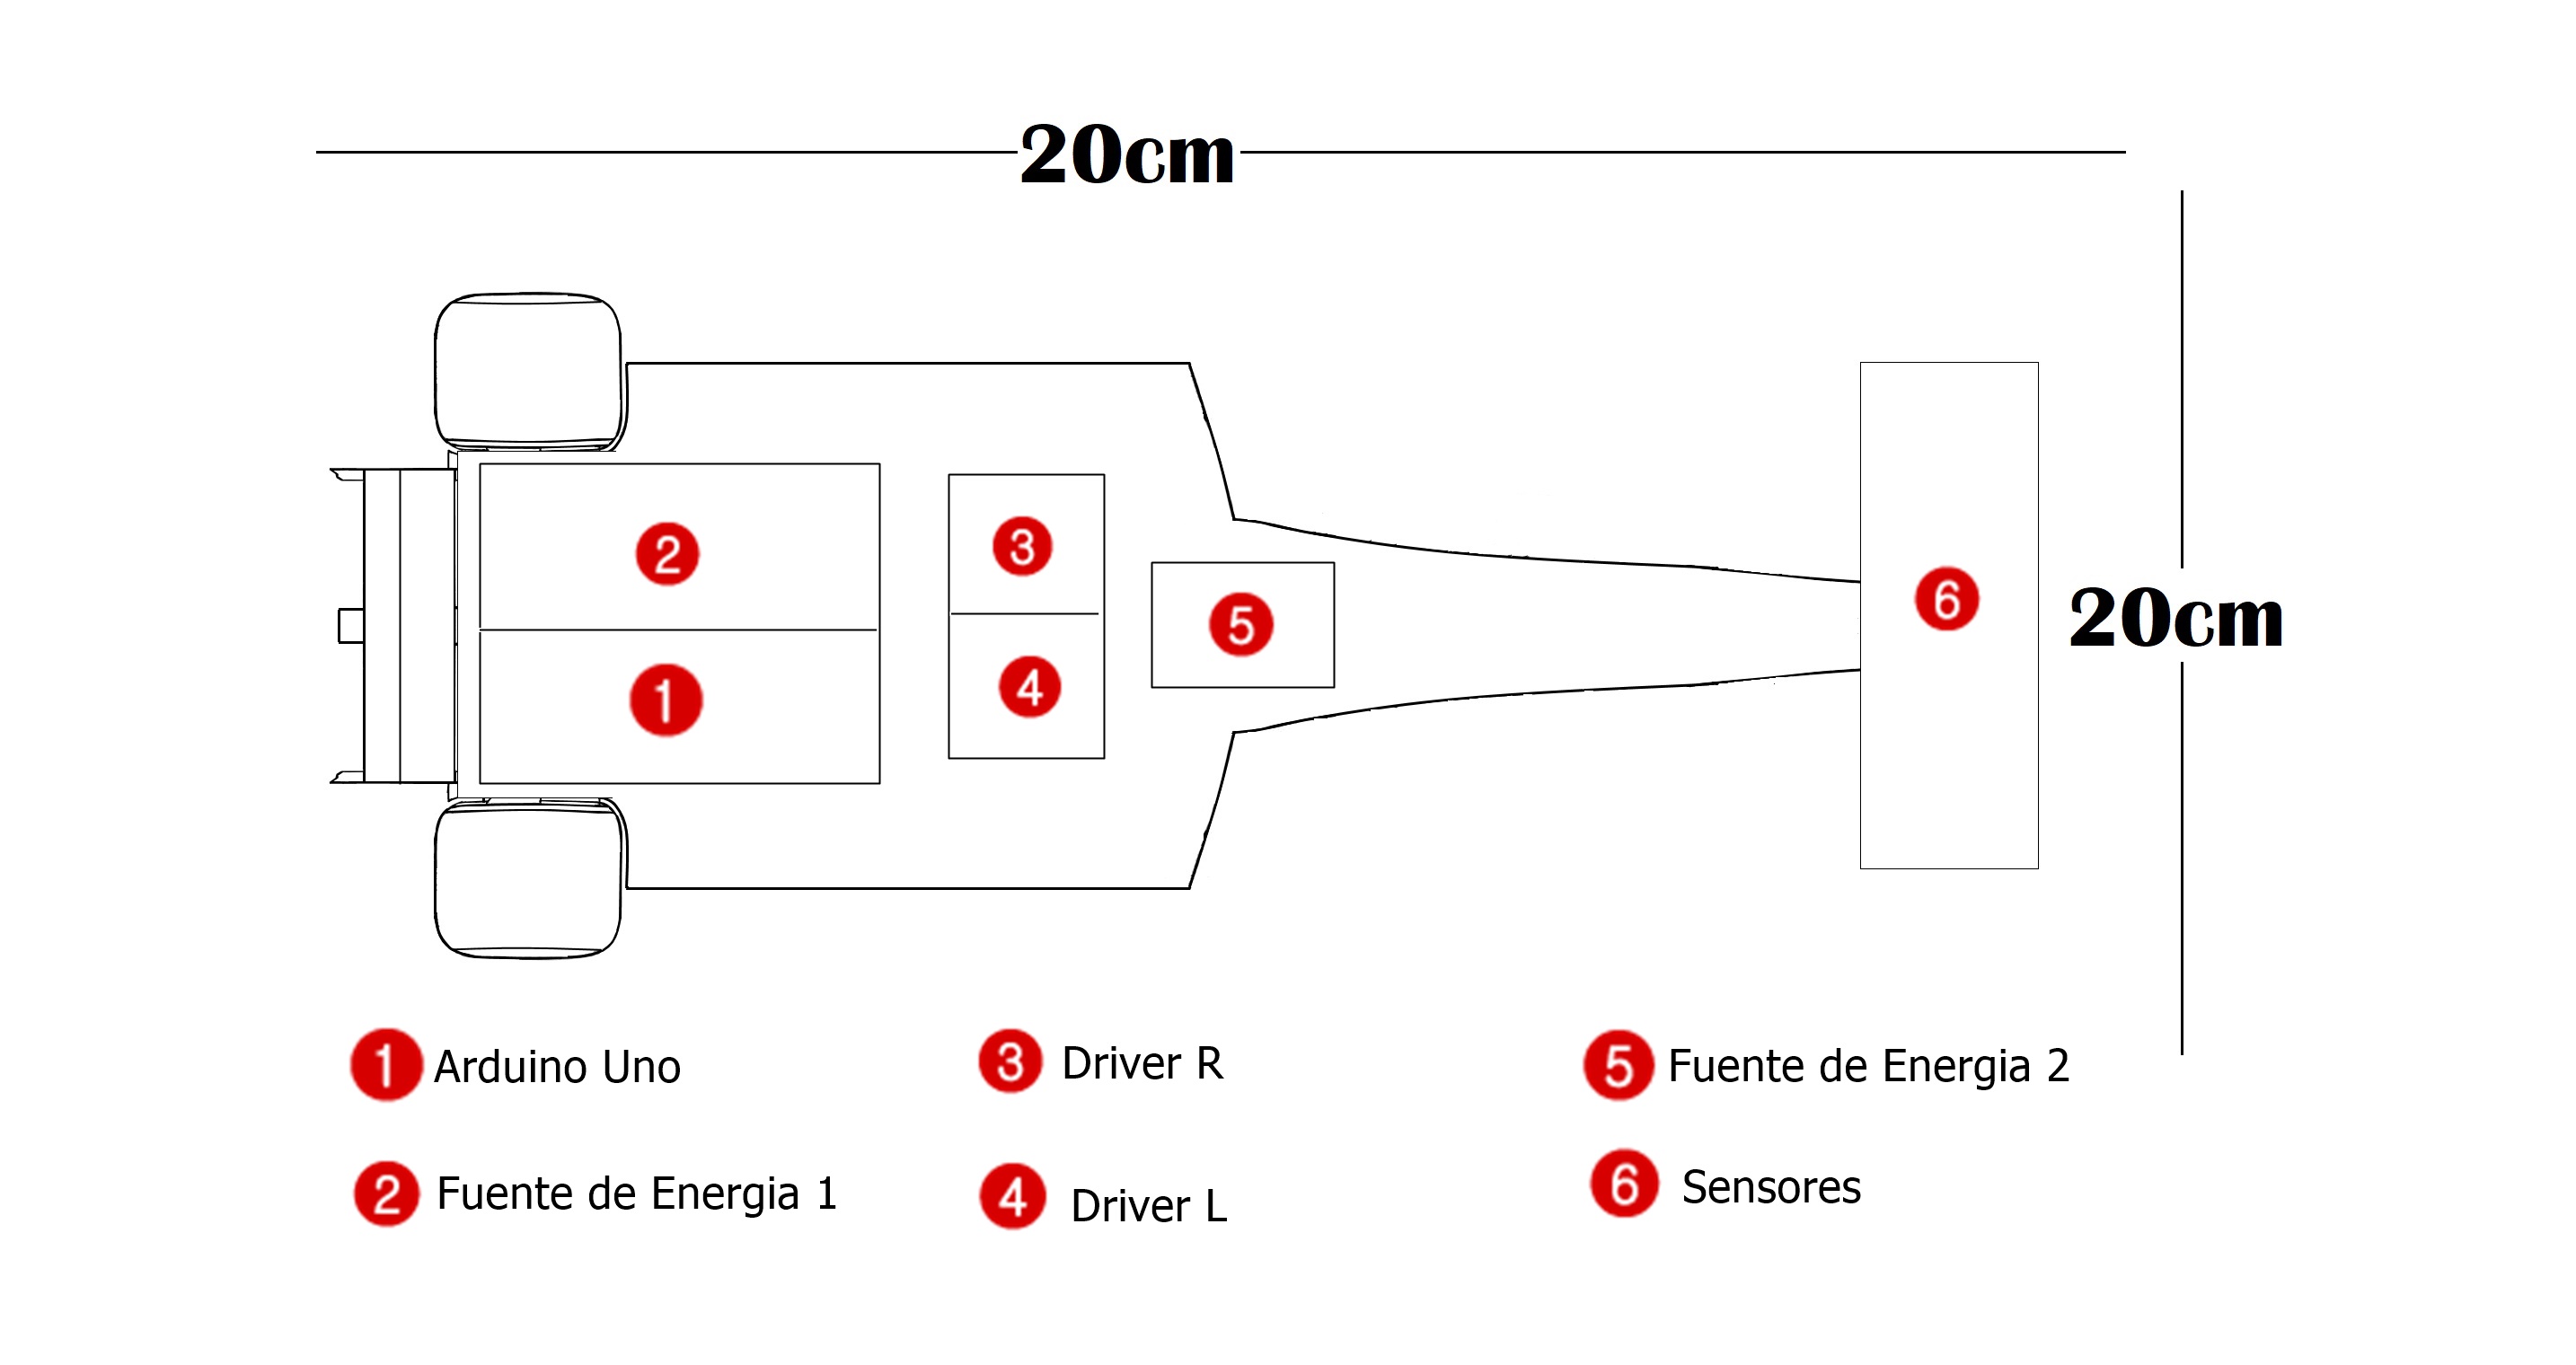 20cm
2
3
5
6
20cm
1
4
1 Arduino Uno
3 Driver R
5 Fuente de Energia 2
2 Fuente de Energia 1
4 Driver L
6 Sensores